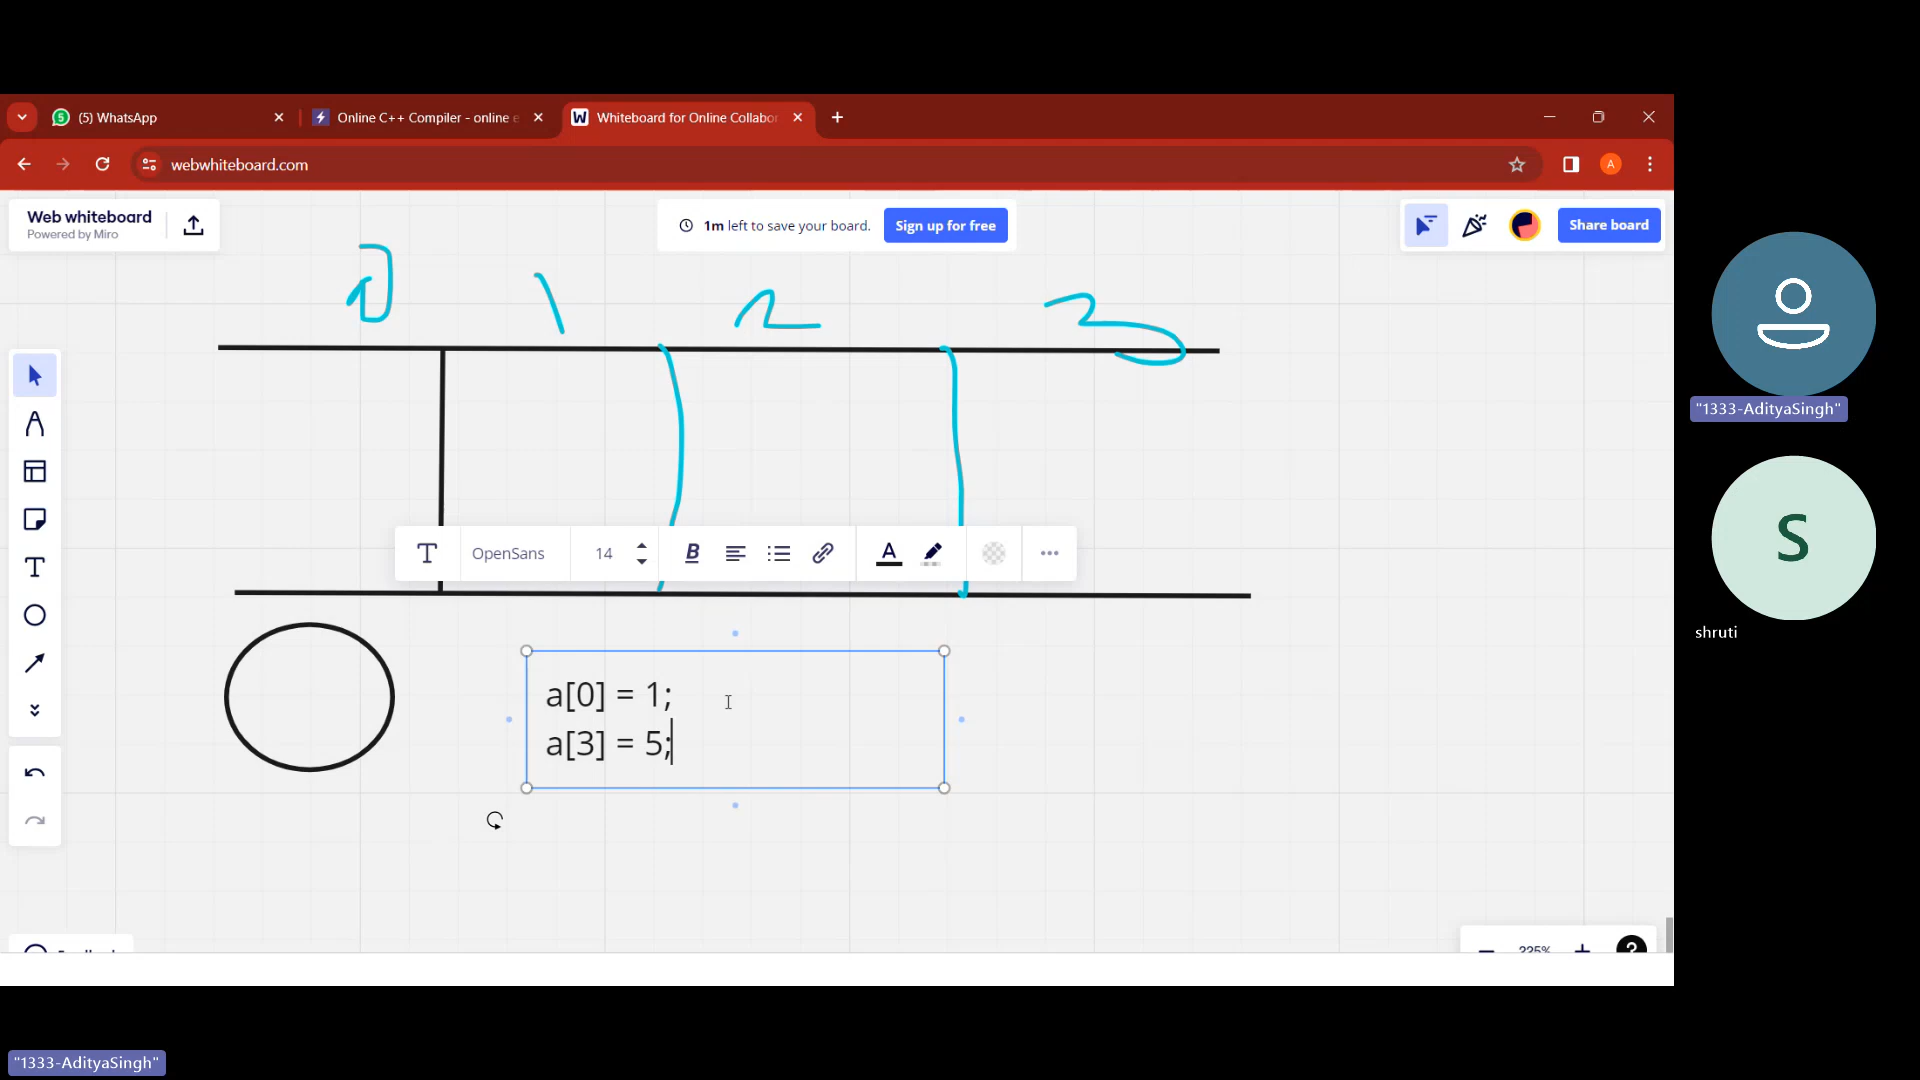 (5) WhatsApp
Online C++ Compiler - online e
Whiteboard for Online Collabor
webwhiteboard.com
A
Web whiteboard
Powered by Miro
1m left to save your board.
Sign up for free
Share board
0 1 2 3
T OpenSans 14 B A
a[0] = 1;
a[3] = 5;
225%
"1333-AdityaSingh"
S
shruti
"1333-AdityaSingh"